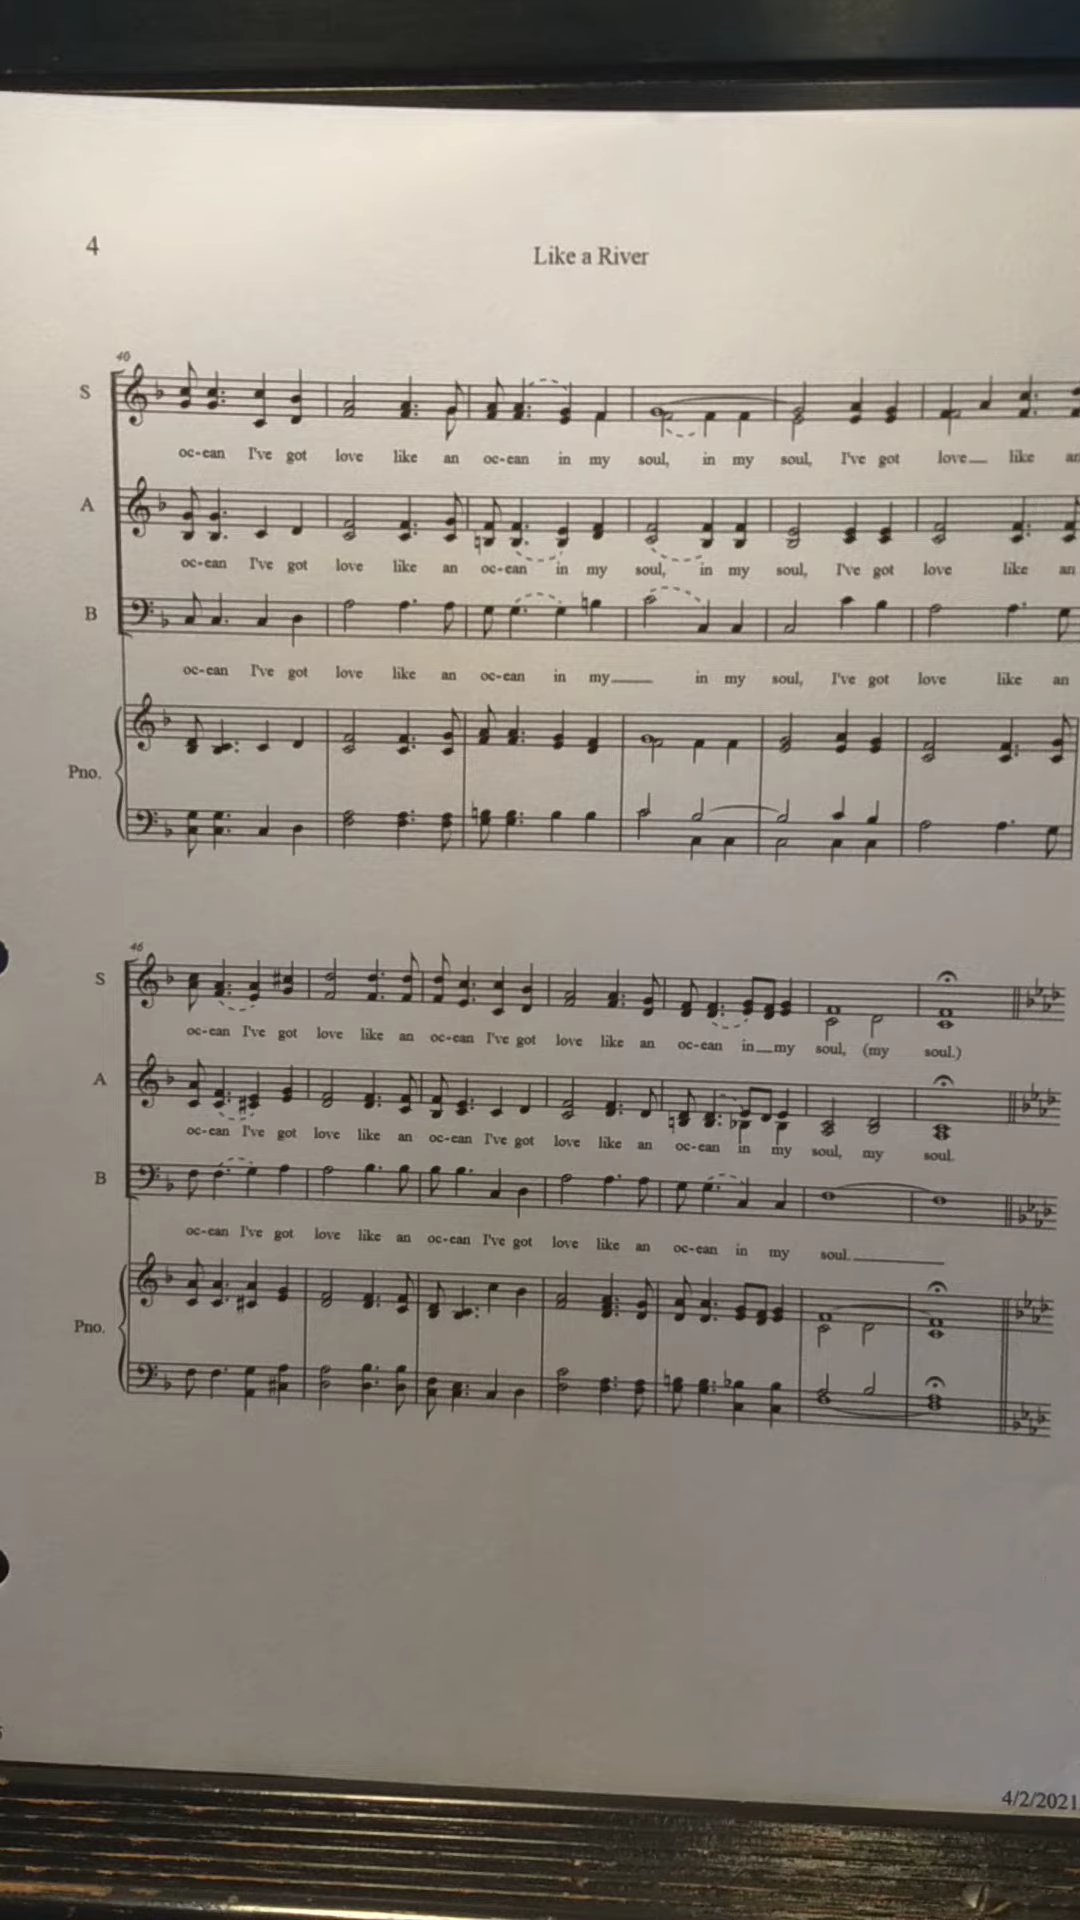 4
Like a River
40
S
oc-ean I've got love like an oc-ean in my soul, in my soul, I've got love like an
A
oc-ean I've got love like an oc-ean in my soul, in my soul, I've got love like an
B
oc-ean I've got love like an oc-ean in my in my soul, I've got love like an
Pno.
46
S
oc-ean I've got love like an oc-ean I've got love like an oc-ean in my soul, (my soul.)
A
oc-ean I've got love like an oc-ean I've got love like an oc-ean in my soul, my soul.
B
oc-ean I've got love like an oc-ean I've got love like an oc-ean in my soul.
Pno.
4/2/2021